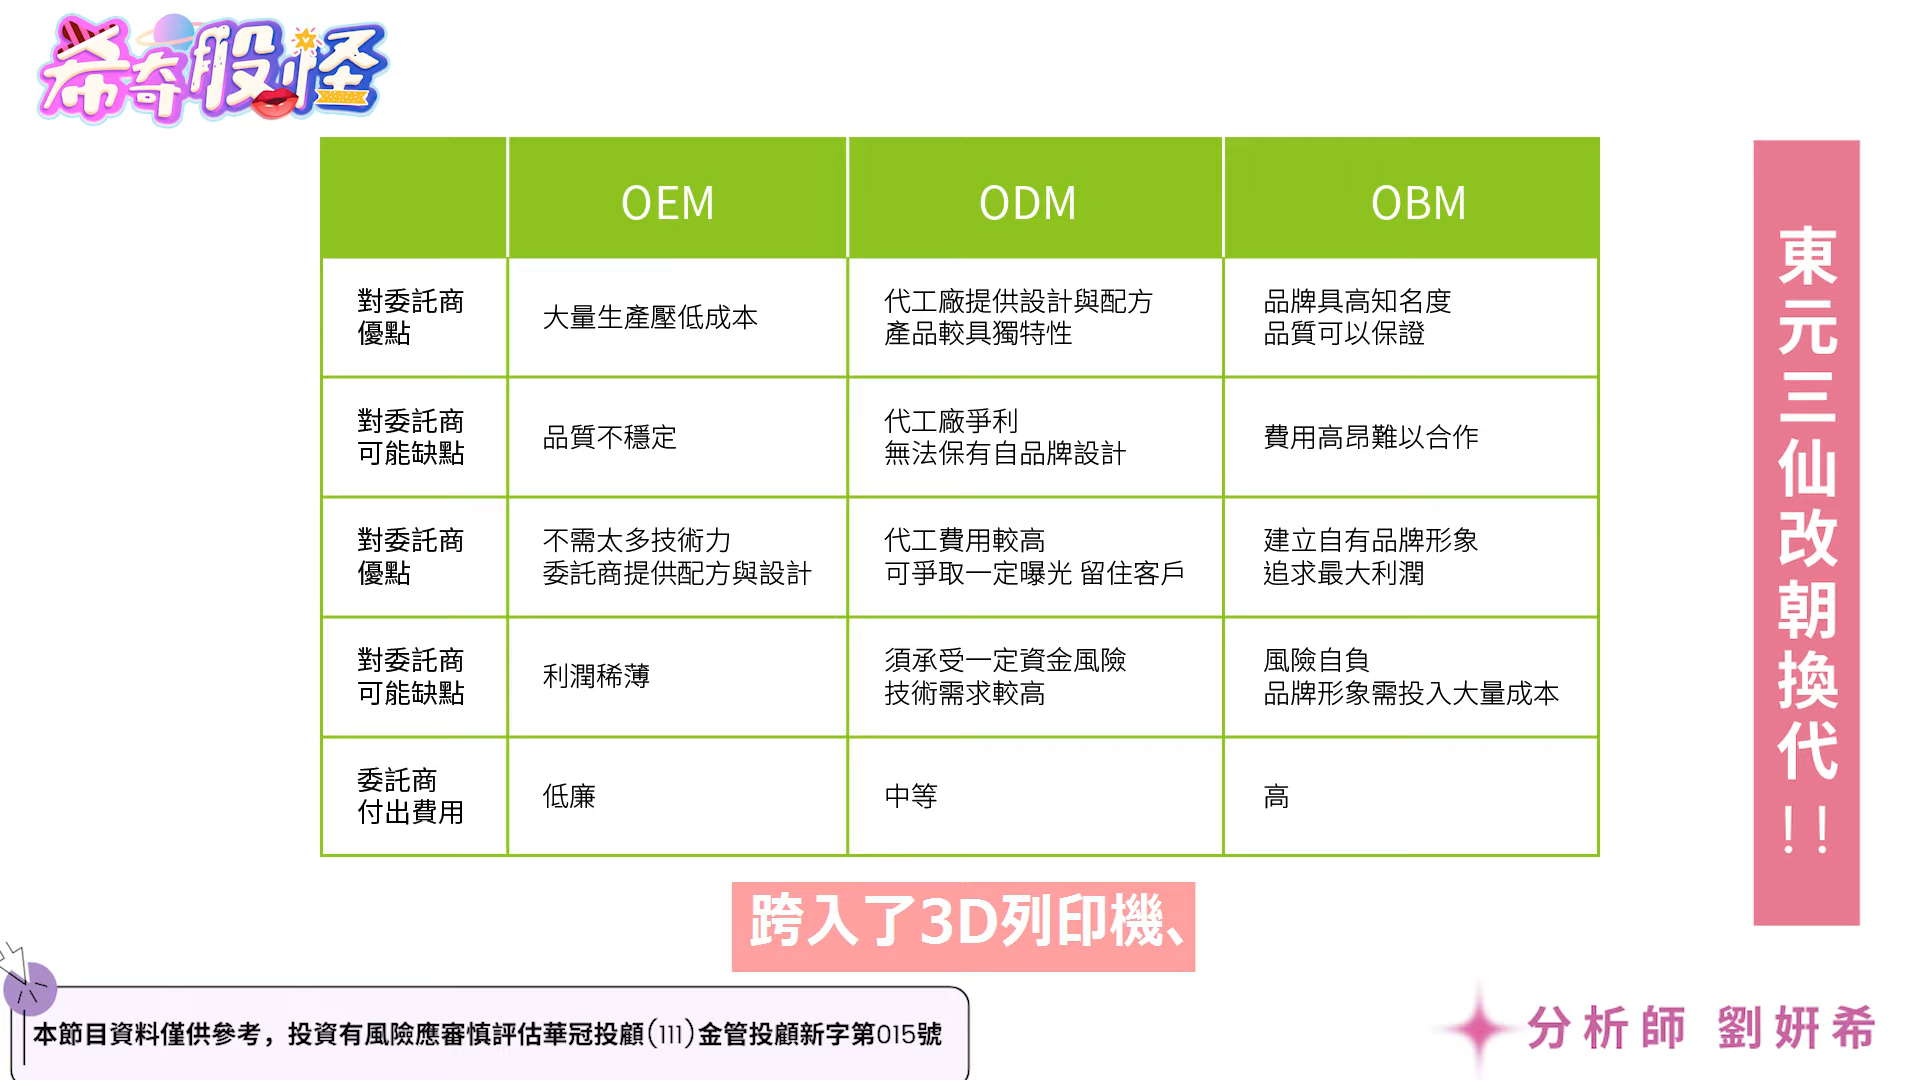 希奇股怪
OEM
ODM
OBM
對委託商
優點
大量生產壓低成本
代工廠提供設計與配方
產品較具獨特性
品牌具高知名度
品質可以保證
對委託商
可能缺點
品質不穩定
代工廠爭利
無法保有自品牌設計
費用高昂難以合作
對委託商
優點
不需太多技術力
委託商提供配方與設計
代工費用較高
可爭取一定曝光 留住客戶
建立自有品牌形象
追求最大利潤
對委託商
可能缺點
利潤稀薄
須承受一定資金風險
技術需求較高
風險自負
品牌形象需投入大量成本
委託商
付出費用
低廉
中等
高
東元三仙改朝換代!!
跨入了3D列印機、
本節目資料僅供參考，投資有風險應審慎評估華冠投顧(111)金管投顧新字第015號
分析師 劉妍希